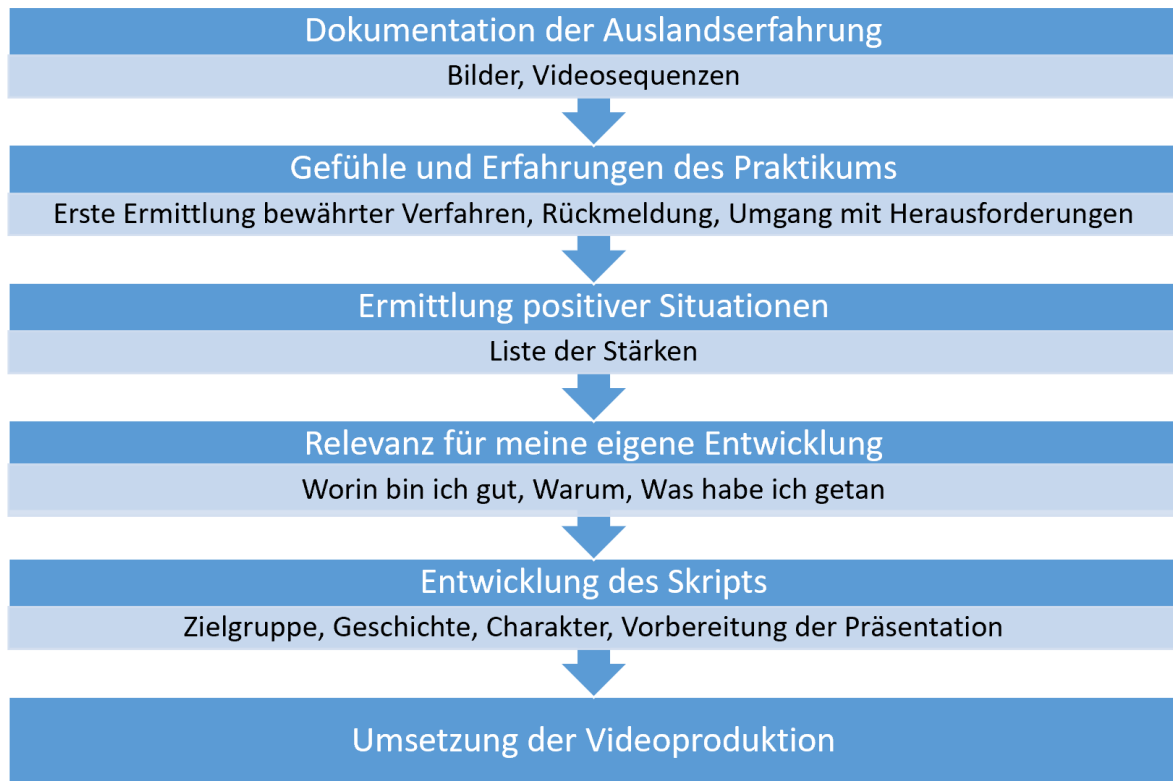 Dokumentation der Auslandserfahrung
Bilder, Videosequenzen
Gefühle und Erfahrungen des Praktikums
Erste Ermittlung bewährter Verfahren, Rückmeldung, Umgang mit Herausforderungen
Ermittlung positiver Situationen
Liste der Stärken
Relevanz für meine eigene Entwicklung
Worin bin ich gut, Warum, Was habe ich getan
Entwicklung des Skripts
Zielgruppe, Geschichte, Charakter, Vorbereitung der Präsentation
Umsetzung der Videoproduktion